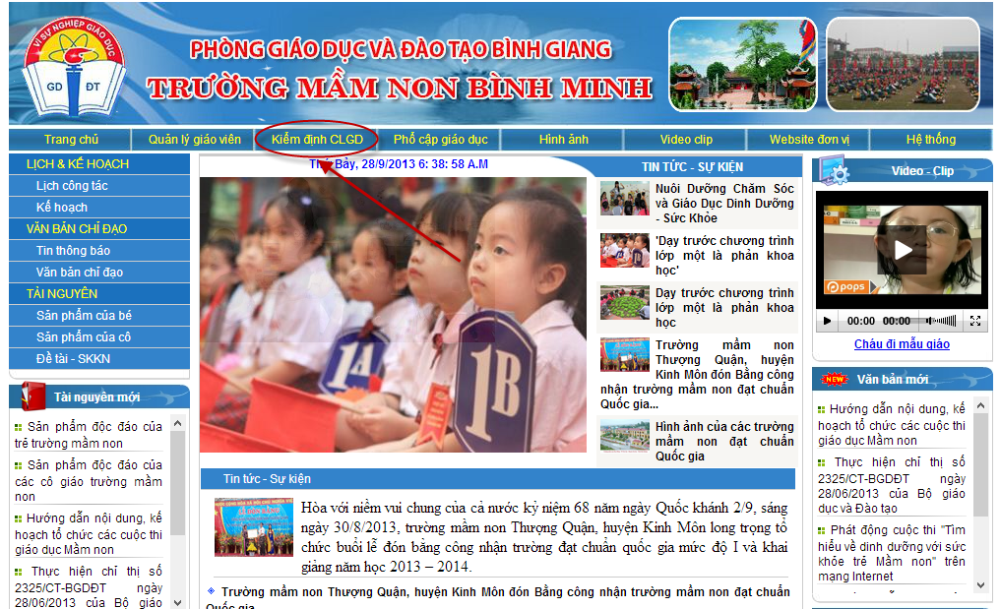 VÌ SỰ NGHIỆP GIÁO DỤC
GD ĐT
PHÒNG GIÁO DỤC VÀ ĐÀO TẠO BÌNH GIANG
TRƯỜNG MẦM NON BÌNH MINH
Trang chủ Quản lý giáo viên Kiểm định CLGD Phổ cập giáo dục Hình ảnh Video clip Website đơn vị Hệ thống
LỊCH & KẾ HOẠCH
Lịch công tác
Kế hoạch
VĂN BẢN CHỈ ĐẠO
Tin thông báo
Văn bản chỉ đạo
TÀI NGUYÊN
Sản phẩm của bé
Sản phẩm của cô
Đề tài - SKKN
Tài nguyên mới
Sản phẩm độc đáo của
trẻ trường mầm non
Sản phẩm độc đáo của
các cô giáo trường mầm
non
Hướng dẫn nội dung, kế
hoạch tổ chức các cuộc thi
giáo dục Mầm non
Thực hiện chỉ thị số
2325/CT-BGDĐT ngày
28/06/2013 của Bộ giáo
Bảy, 28/9/2013 6: 38: 58 A.M
1A
1B
TIN TỨC - SỰ KIỆN
Nuôi Dưỡng Chăm Sóc
và Giáo Dục Dinh Dưỡng
- Sức Khỏe
'Dạy trước chương trình
lớp một là phản khoa
học'
Dạy trước chương trình
lớp một là phản khoa
học
Trường mầm non
Thượng Quận, huyện
Kinh Môn đón Bằng công
nhận trường mầm non đạt chuẩn
Quốc gia...
Hình ảnh của các trường
mầm non đạt chuẩn
Quốc gia
Tin tức - Sự kiện
Hòa với niềm vui chung của cả nước kỷ niệm 68 năm ngày Quốc khánh 2/9, sáng
ngày 30/8/2013, trường mầm non Thượng Quận, huyện Kinh Môn long trọng tổ
chức buổi lễ đón bằng công nhận trường đạt chuẩn quốc gia mức độ I và khai
giảng năm học 2013 – 2014.
Trường mầm non Thượng Quận, huyện Kinh Môn đón Bằng công nhận trường mầm non đạt chuẩn
Quốc gia
Video - Clip
pops
00:00 00:00
Cháu đi mẫu giáo
NEW Văn bản mới
Hướng dẫn nội dung, kế
hoạch tổ chức các cuộc thi
giáo dục Mầm non
Thực hiện chỉ thị số
2325/CT-BGDĐT ngày
28/06/2013 của Bộ giáo
dục và Đào tạo
Phát động cuộc thi "Tìm
hiểu về dinh dưỡng với sức
khỏe trẻ Mầm non" trên
mạng Internet